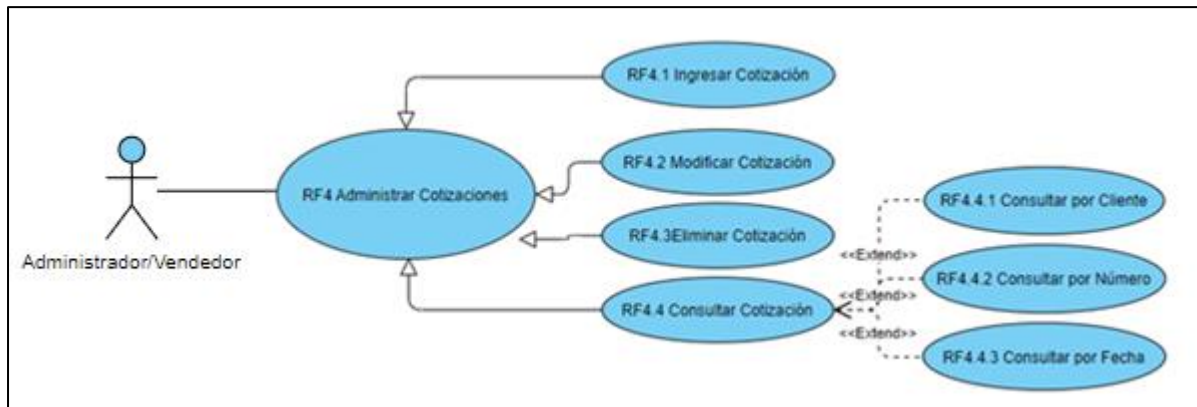 RF4.1 Ingresar Cotización
RF4.2 Modificar Cotización
RF4 Administrar Cotizaciones
RF4.3Eliminar Cotización
RF4.4 Consultar Cotización
Administrador/Vendedor
RF4.4.1 Consultar por Cliente
<<Extend>>
RF4.4.2 Consultar por Número
<<Extend>>
<<Extend>>
RF4.4.3 Consultar por Fecha